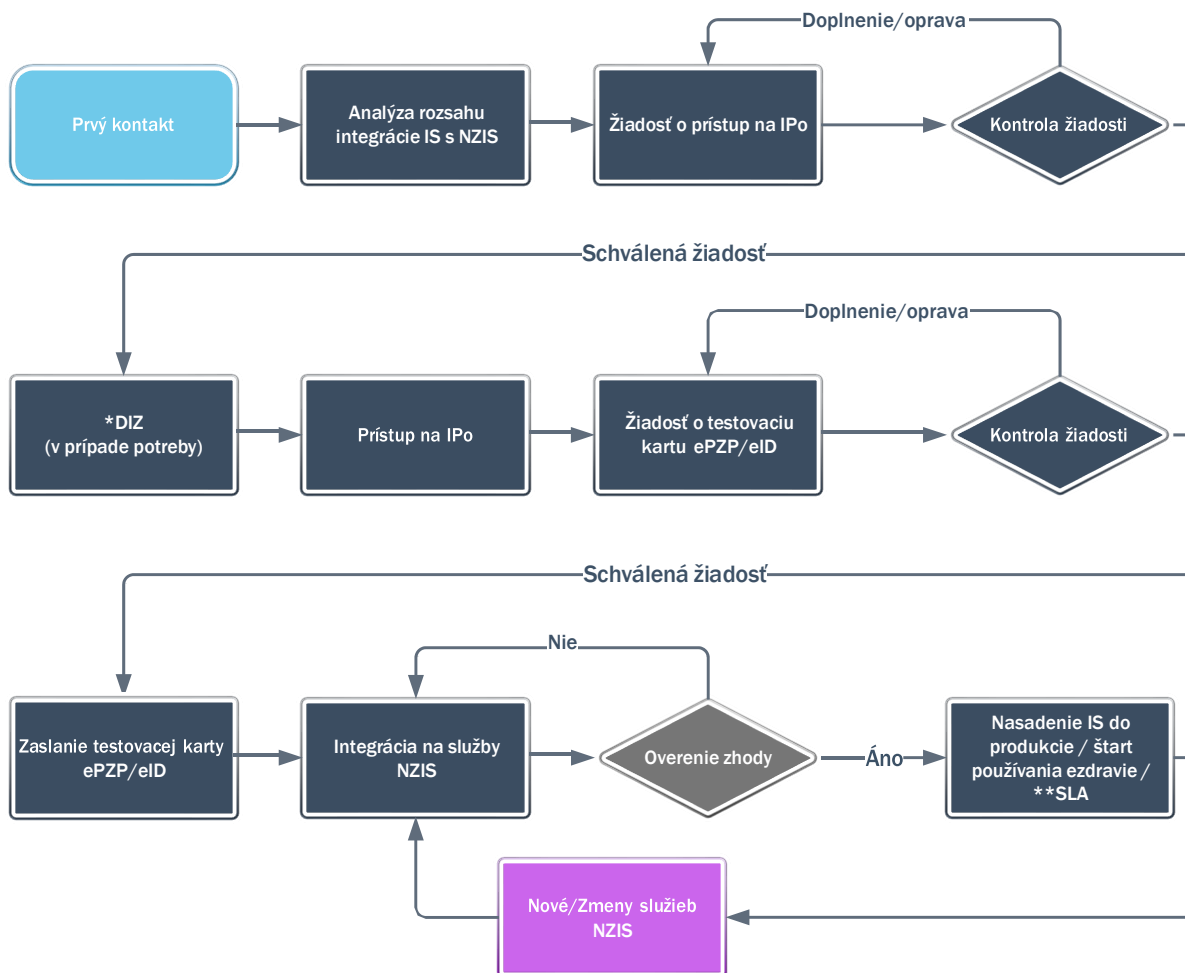 Doplnenie/oprava
Prvý kontakt
Analýza rozsahu
integrácie IS s NZIS
Žiadosť o prístup na IPo
Kontrola žiadosti
Schválená žiadosť
Doplnenie/oprava
*DIZ
(v prípade potreby)
Prístup na IPo
Žiadosť o testovaciu
kartu ePZP/eID
Kontrola žiadosti
Schválená žiadosť
Nie
Zaslanie testovacej karty
ePZP/eID
Integrácia na služby
NZIS
Overenie zhody
Áno
Nasadenie IS do
produkcie / štart
používania ezdravie /
**SLA
Nové/Zmeny služieb
NZIS